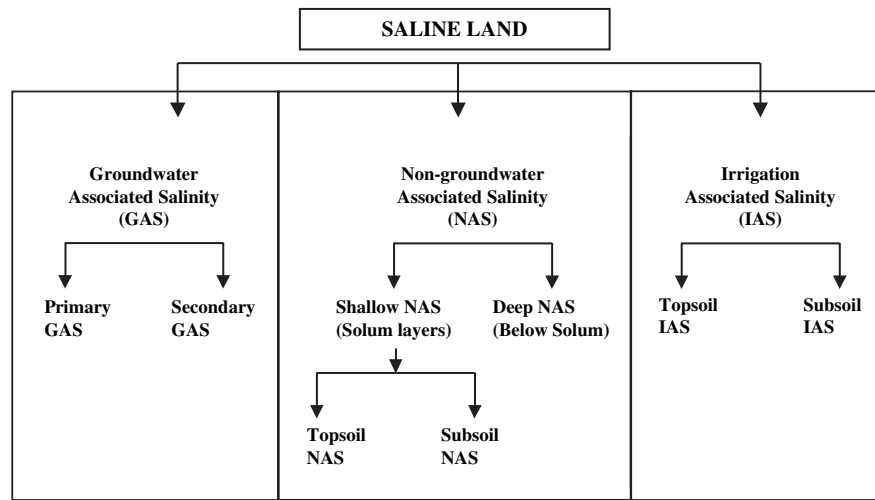 SALINE LAND
Groundwater
Associated Salinity
(GAS)
Primary
GAS
Secondary
GAS
Non-groundwater
Associated Salinity
(NAS)
Shallow NAS
(Solum layers)
Deep NAS
(Below Solum)
Topsoil
NAS
Subsoil
NAS
Irrigation
Associated Salinity
(IAS)
Topsoil
IAS
Subsoil
IAS